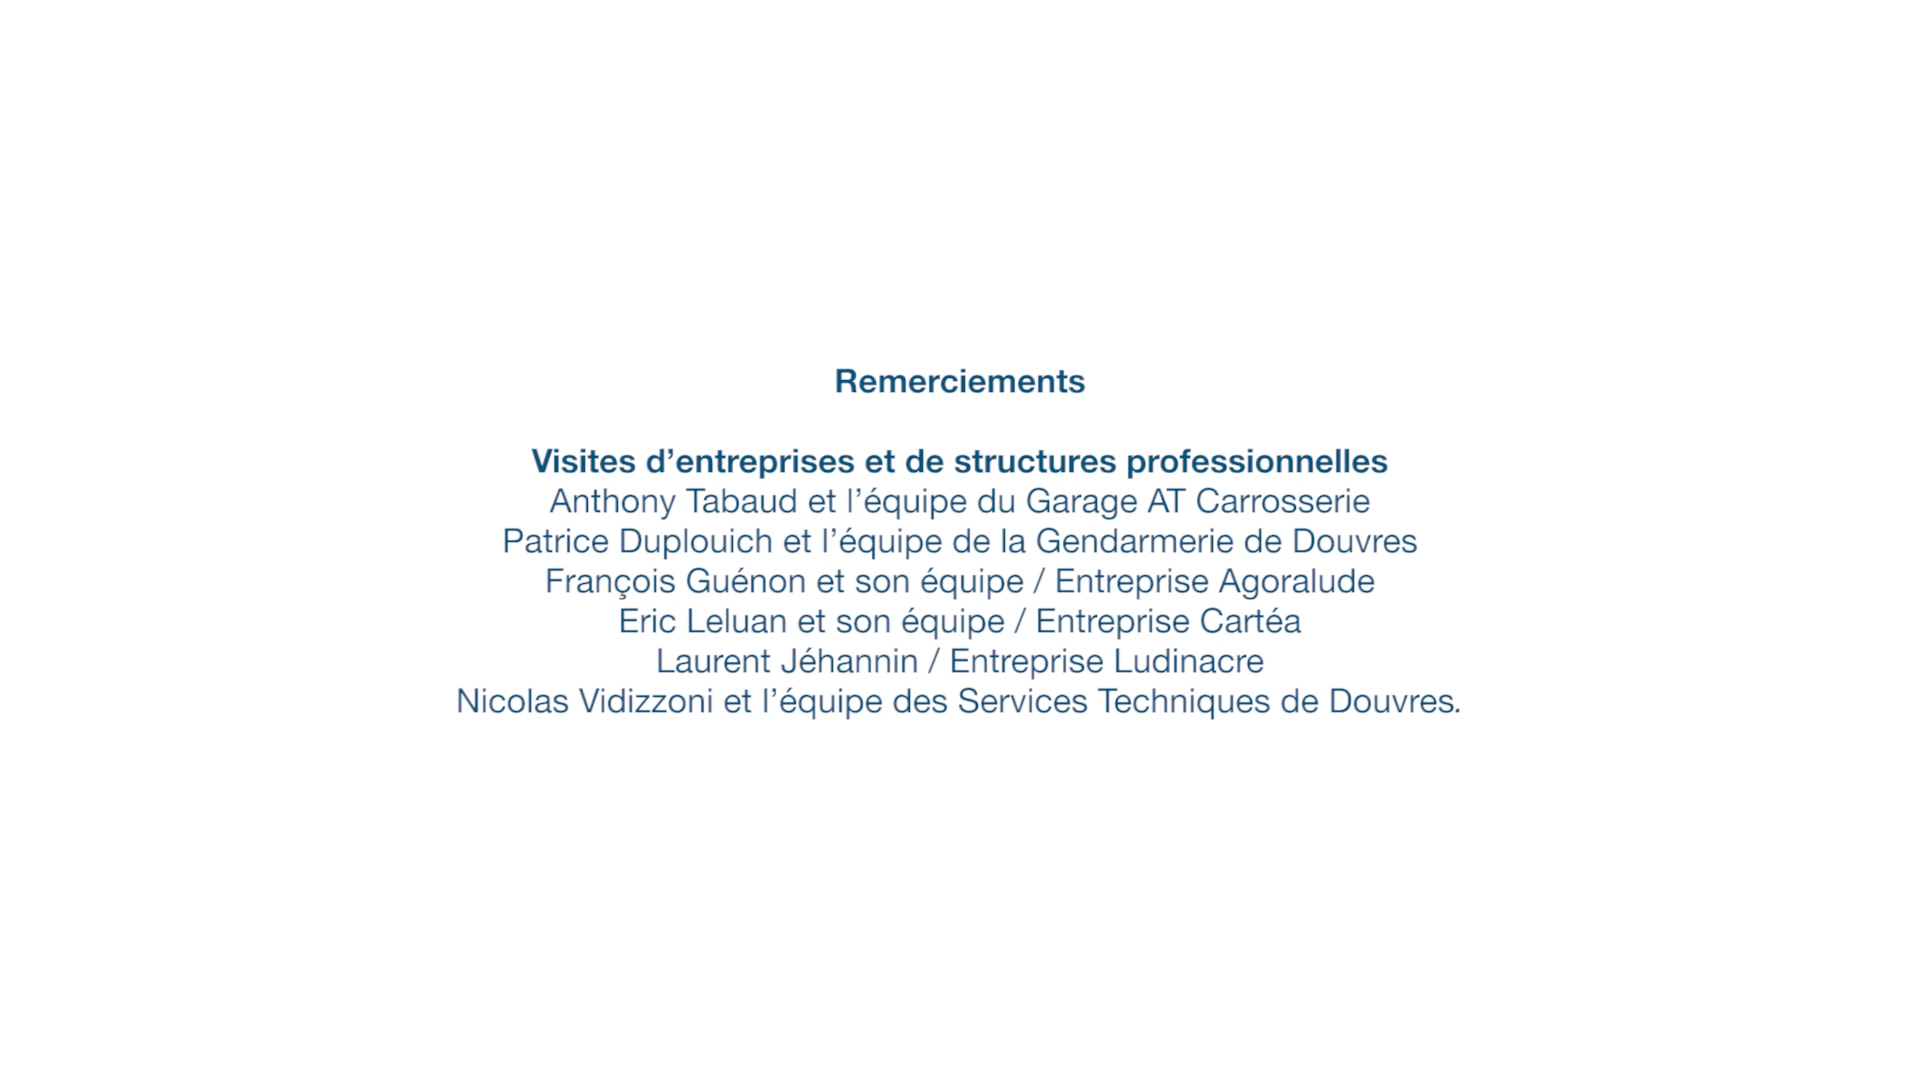 Remerciements
Visites d’entreprises et de structures professionnelles
Anthony Tabaud et l’équipe du Garage AT Carrosserie
Patrice Duplouich et l’équipe de la Gendarmerie de Douvres
François Guénon et son équipe / Entreprise Agoralude
Eric Leluan et son équipe / Entreprise Cartéa
Laurent Jéhannin / Entreprise Ludinacre
Nicolas Vidizzoni et l’équipe des Services Techniques de Douvres.